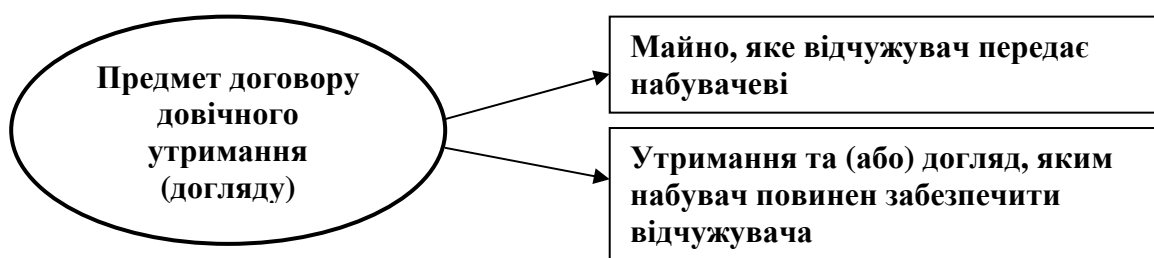 Предмет договору
довічного
утримання
(догляду)
Майно, яке відчужувач передає
набувачеві
Утримання та (або) догляд, яким
набувач повинен забезпечити
відчужувача